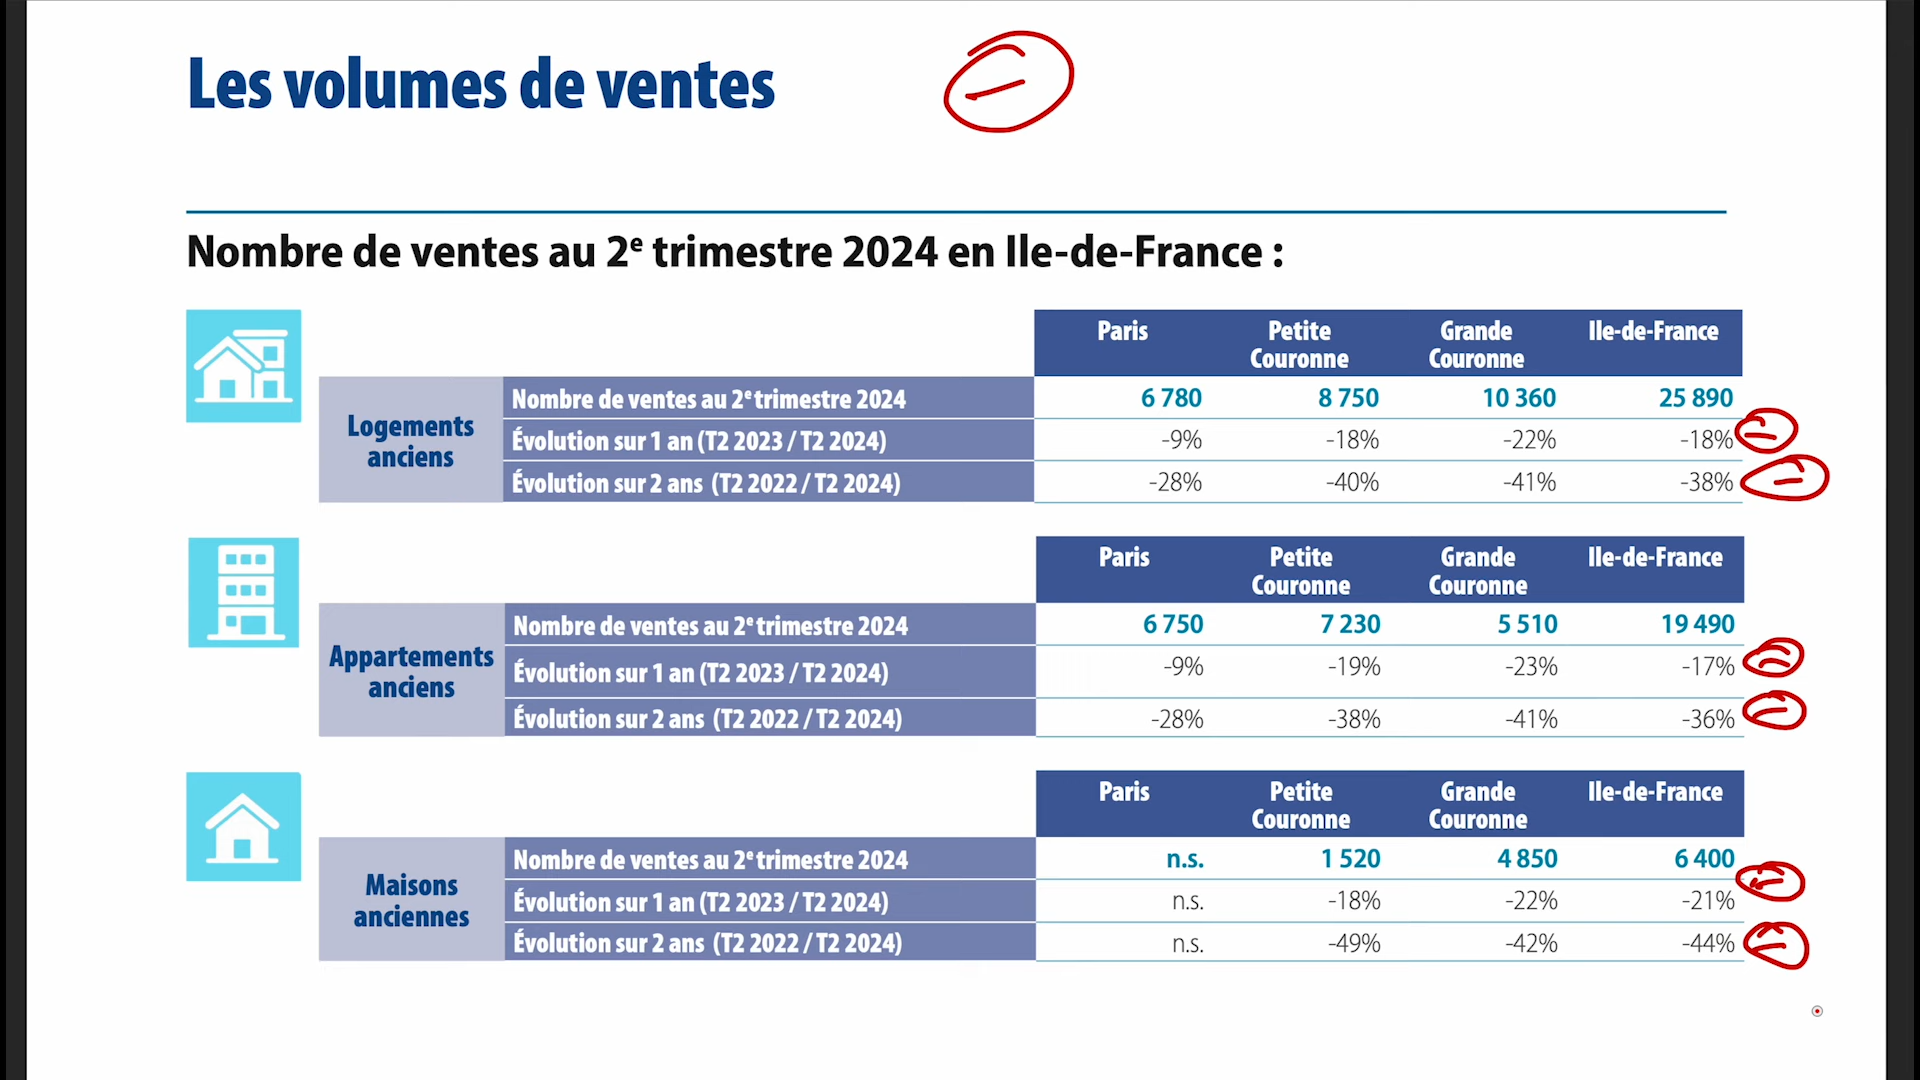 Les volumes de ventes
Nombre de ventes au 2e trimestre 2024 en Ile-de-France :
Paris Petite Couronne Grande Couronne Ile-de-France
Logements anciens
Nombre de ventes au 2e trimestre 2024 6 780 8 750 10 360 25 890
Évolution sur 1 an (T2 2023 / T2 2024) -9% -18% -22% -18%
Évolution sur 2 ans (T2 2022 / T2 2024) -28% -40% -41% -38%
Paris Petite Couronne Grande Couronne Ile-de-France
Appartements anciens
Nombre de ventes au 2e trimestre 2024 6 750 7 230 5 510 19 490
Évolution sur 1 an (T2 2023 / T2 2024) -9% -19% -23% -17%
Évolution sur 2 ans (T2 2022 / T2 2024) -28% -38% -41% -36%
Paris Petite Couronne Grande Couronne Ile-de-France
Maisons anciennes
Nombre de ventes au 2e trimestre 2024 n.s. 1 520 4 850 6 400
Évolution sur 1 an (T2 2023 / T2 2024) n.s. -18% -22% -21%
Évolution sur 2 ans (T2 2022 / T2 2024) n.s. -49% -42% -44%